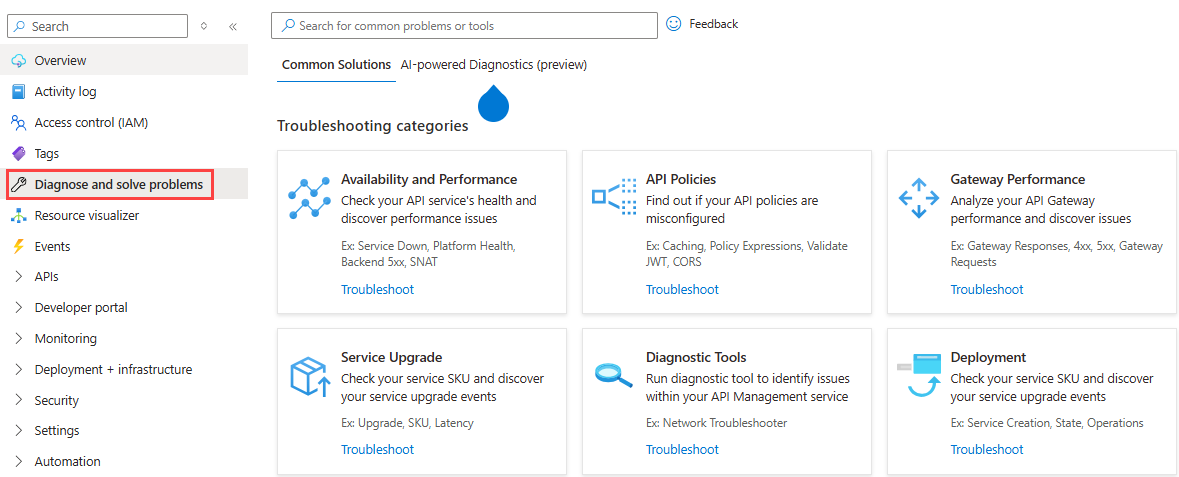 Search
Overview
Activity log
Access control (IAM)
Tags
Diagnose and solve problems
Resource visualizer
Events
APIs
Developer portal
Monitoring
Deployment + infrastructure
Security
Settings
Automation
Search for common problems or tools
Feedback
Common Solutions
AI-powered Diagnostics (preview)
Troubleshooting categories
Availability and Performance
Check your API service's health and
discover performance issues
Ex: Service Down, Platform Health,
Backend 5xx, SNAT
Troubleshoot
API Policies
Find out if your API policies are
misconfigured
Ex: Caching, Policy Expressions, Validate
JWT, CORS
Troubleshoot
Gateway Performance
Analyze your API Gateway
performance and discover issues
Ex: Gateway Responses, 4xx, 5xx, Gateway
Requests
Troubleshoot
Service Upgrade
Check your service SKU and discover
your service upgrade events
Ex: Upgrade, SKU, Latency
Troubleshoot
Diagnostic Tools
Run diagnostic tool to identify issues
within your API Management service
Ex: Network Troubleshooter
Troubleshoot
Deployment
Check your service SKU and discover
your service upgrade events
Ex: Service Creation, State, Operations
Troubleshoot